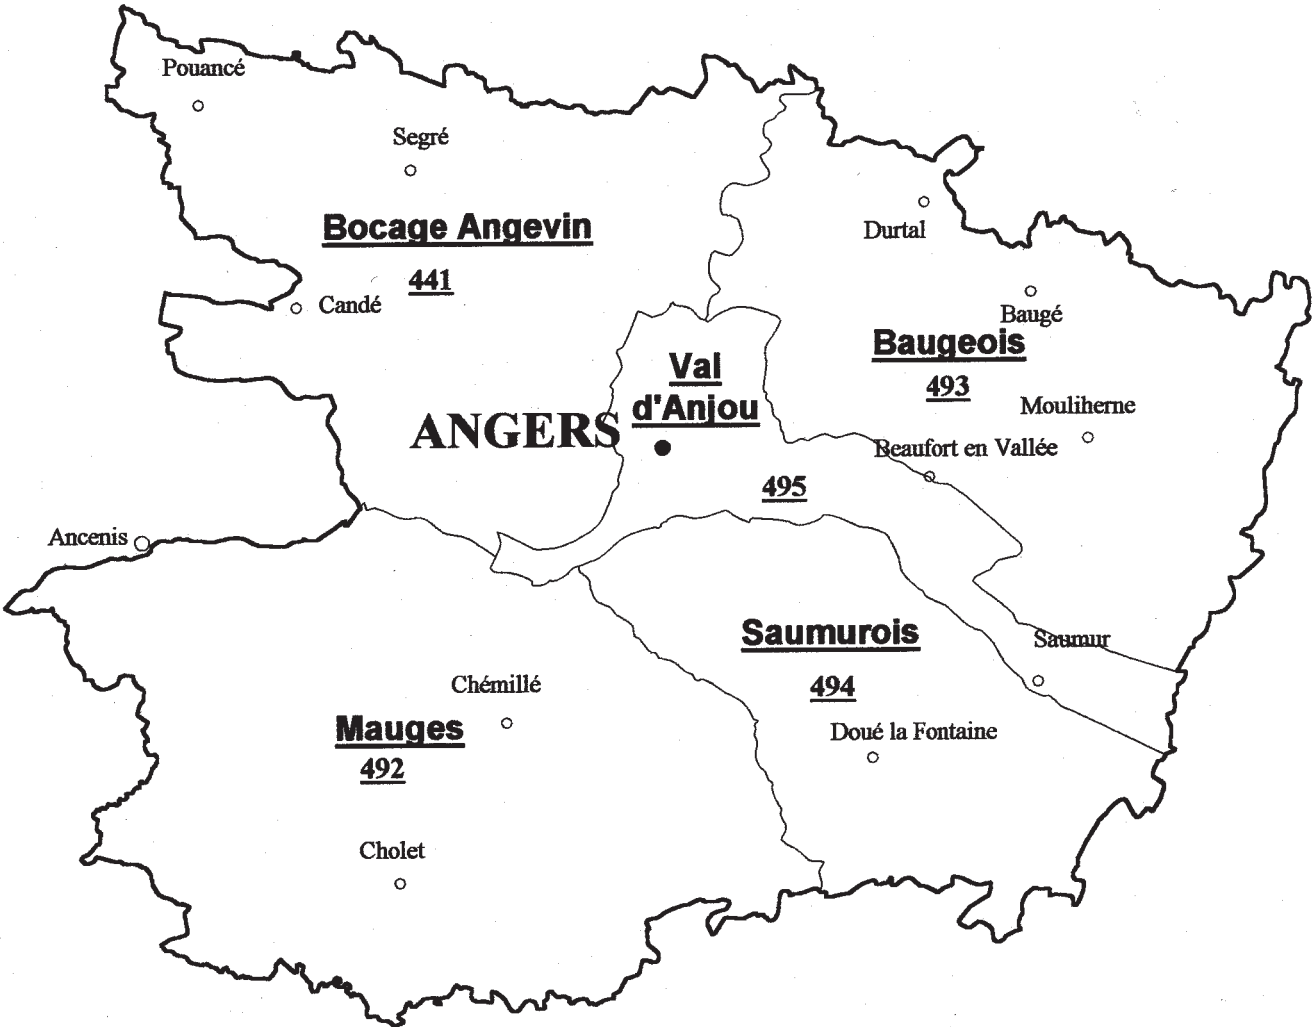 Pouancé
Segré
Bocage Angevin
441
Candé
Durtal
Baugé
Baugeois
493
Val
d'Anjou
ANGERS
Mouliherne
Beaufort en Vallée
495
Ancenis
Saumurois
494
Saumur
Doué la Fontaine
Chémillé
Mauges
492
Cholet